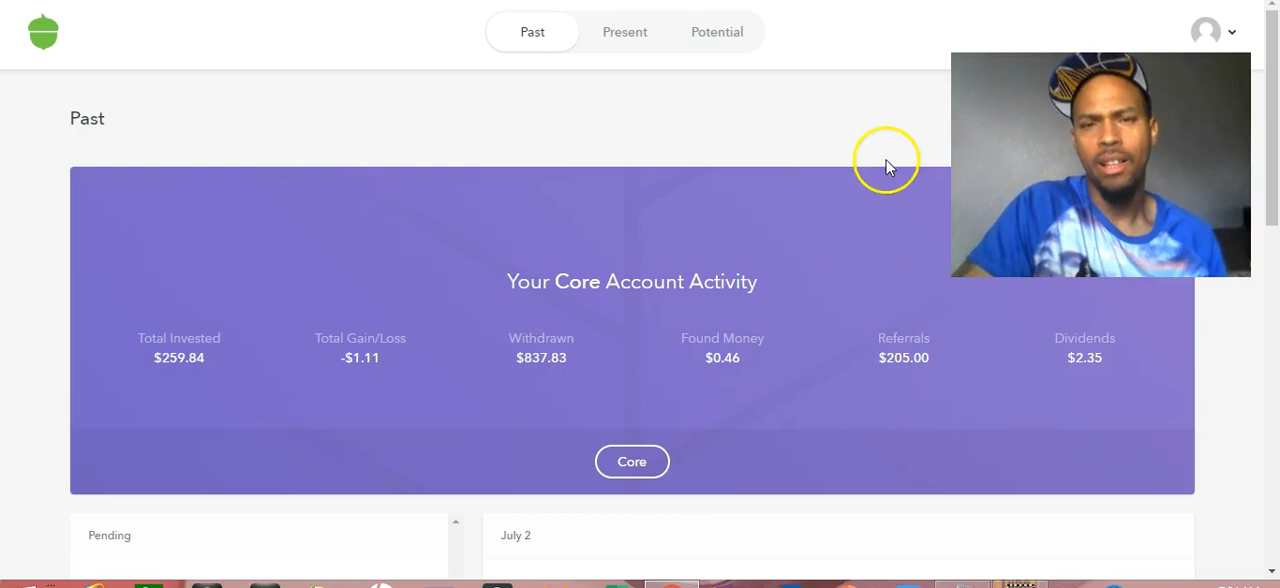 Past Present Potential
Past
Your Core Account Activity
Total Invested Total Gain/Loss Withdrawn Found Money Referrals Dividends
$259.84 -$1.11 $837.83 $0.46 $205.00 $2.35
Core
Pending July 2